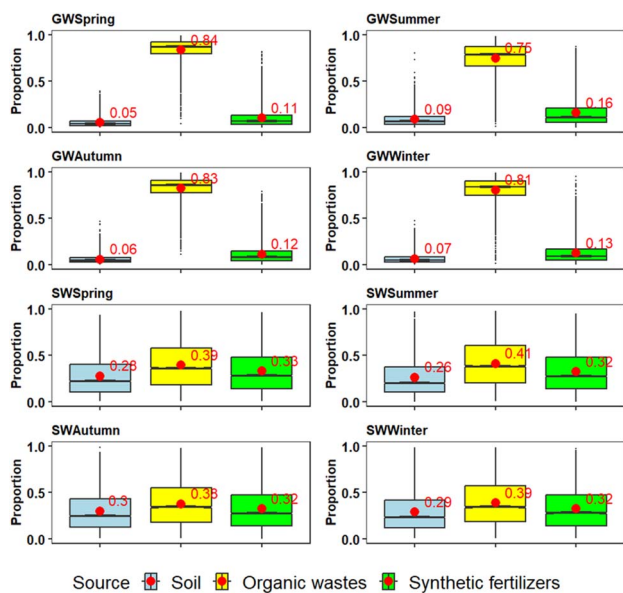 GWSpring
GWSummer
Proportion
1.0
0.5
0.0
0.05
0.84
0.11
Proportion
1.0
0.5
0.0
0.09
0.75
0.16
GWAutumn
GWWinter
Proportion
1.0
0.5
0.0
0.06
0.83
0.12
Proportion
1.0
0.5
0.0
0.07
0.81
0.13
SWSpring
SWSummer
Proportion
1.0
0.5
0.0
0.28
0.39
0.33
Proportion
1.0
0.5
0.0
0.26
0.41
0.32
SWAutumn
SWWinter
Proportion
1.0
0.5
0.0
0.3
0.38
0.32
Proportion
1.0
0.5
0.0
0.29
0.39
0.32
Source Soil Organic wastes Synthetic fertilizers